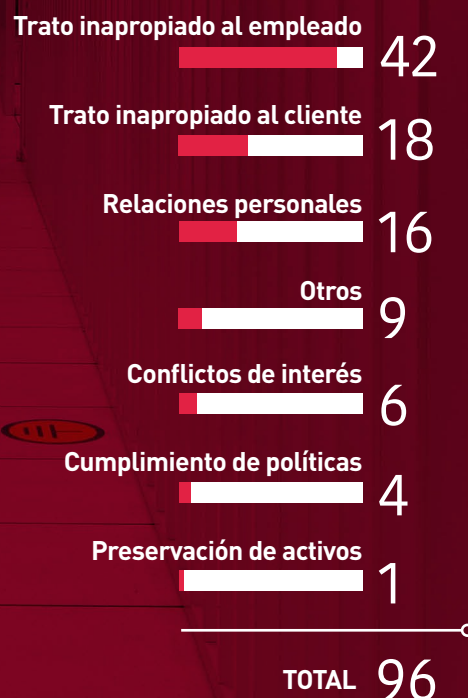 Trato inapropiado al empleado
42
Trato inapropiado al cliente
18
Relaciones personales
16
Otros
9
Conflictos de interés
6
Cumplimiento de políticas
4
Preservación de activos
1
TOTAL 96